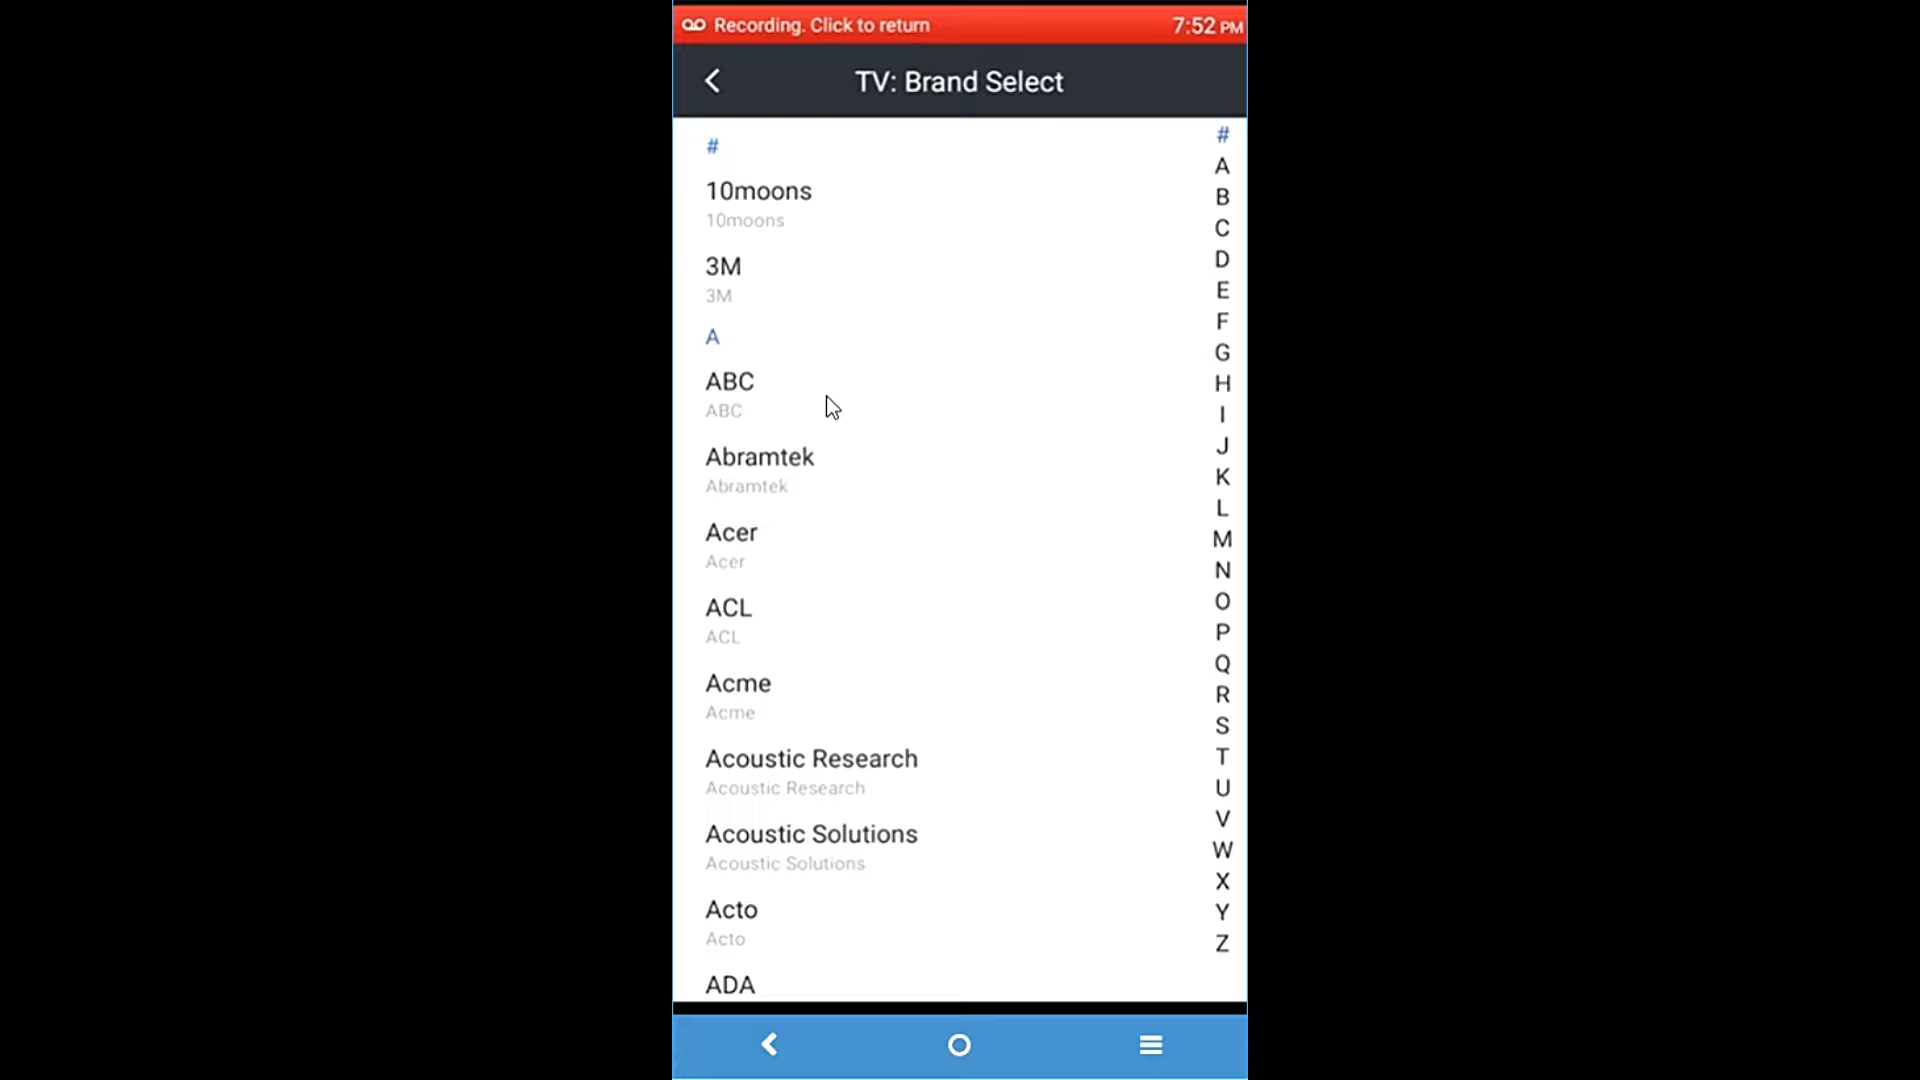 Recording. Click to return
7:52 PM
TV: Brand Select
#
10moons
10moons
3M
3M
A
ABC
ABC
Abramtek
Abramtek
Acer
Acer
ACL
ACL
Acme
Acme
Acoustic Research
Acoustic Research
Acoustic Solutions
Acoustic Solutions
Acto
Acto
ADA
#
A
B
C
D
E
F
G
H
I
J
K
L
M
N
O
P
Q
R
S
T
U
V
W
X
Y
Z